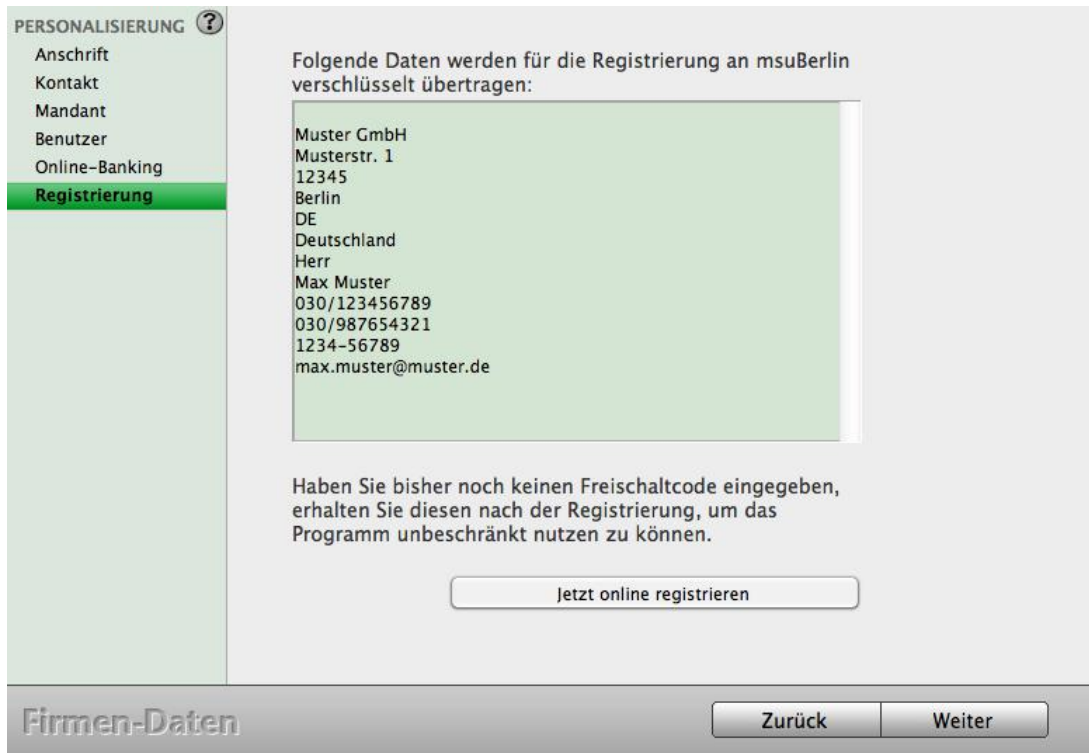 PERSONALISIERUNG ?
Anschrift
Kontakt
Mandant
Benutzer
Online-Banking
Registrierung
Folgende Daten werden für die Registrierung an msuBerlin
verschlüsselt übertragen:
Muster GmbH
Musterstr. 1
12345
Berlin
DE
Deutschland
Herr
Max Muster
030/123456789
030/987654321
1234-56789
max.muster@muster.de
Haben Sie bisher noch keinen Freischaltcode eingegeben,
erhalten Sie diesen nach der Registrierung, um das
Programm unbeschränkt nutzen zu können.
Jetzt online registrieren
Firmen-Daten
Zurück
Weiter